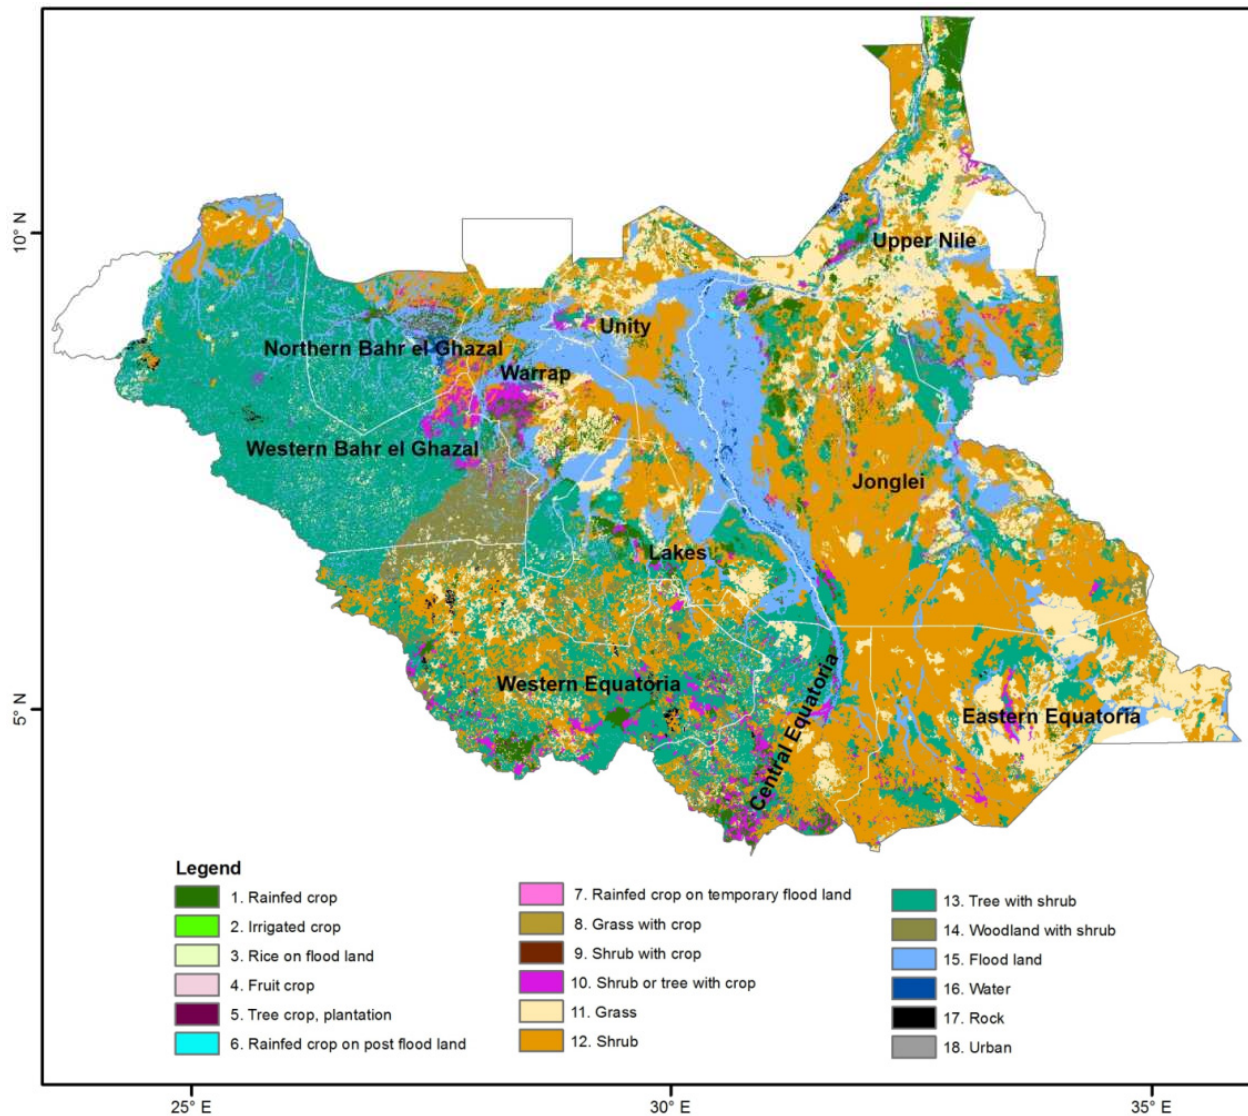 10° N
5° N
Upper Nile
Unity
Northern Bahr el Ghazal
Warrap
Western Bahr el Ghazal
Jonglei
Lakes
Western Equatoria
Central Equatoria
Eastern Equatoria
Legend
1. Rainfed crop
2. Irrigated crop
3. Rice on flood land
4. Fruit crop
5. Tree crop, plantation
6. Rainfed crop on post flood land
7. Rainfed crop on temporary flood land
8. Grass with crop
9. Shrub with crop
10. Shrub or tree with crop
11. Grass
12. Shrub
13. Tree with shrub
14. Woodland with shrub
15. Flood land
16. Water
17. Rock
18. Urban
25° E
30° E
35° E